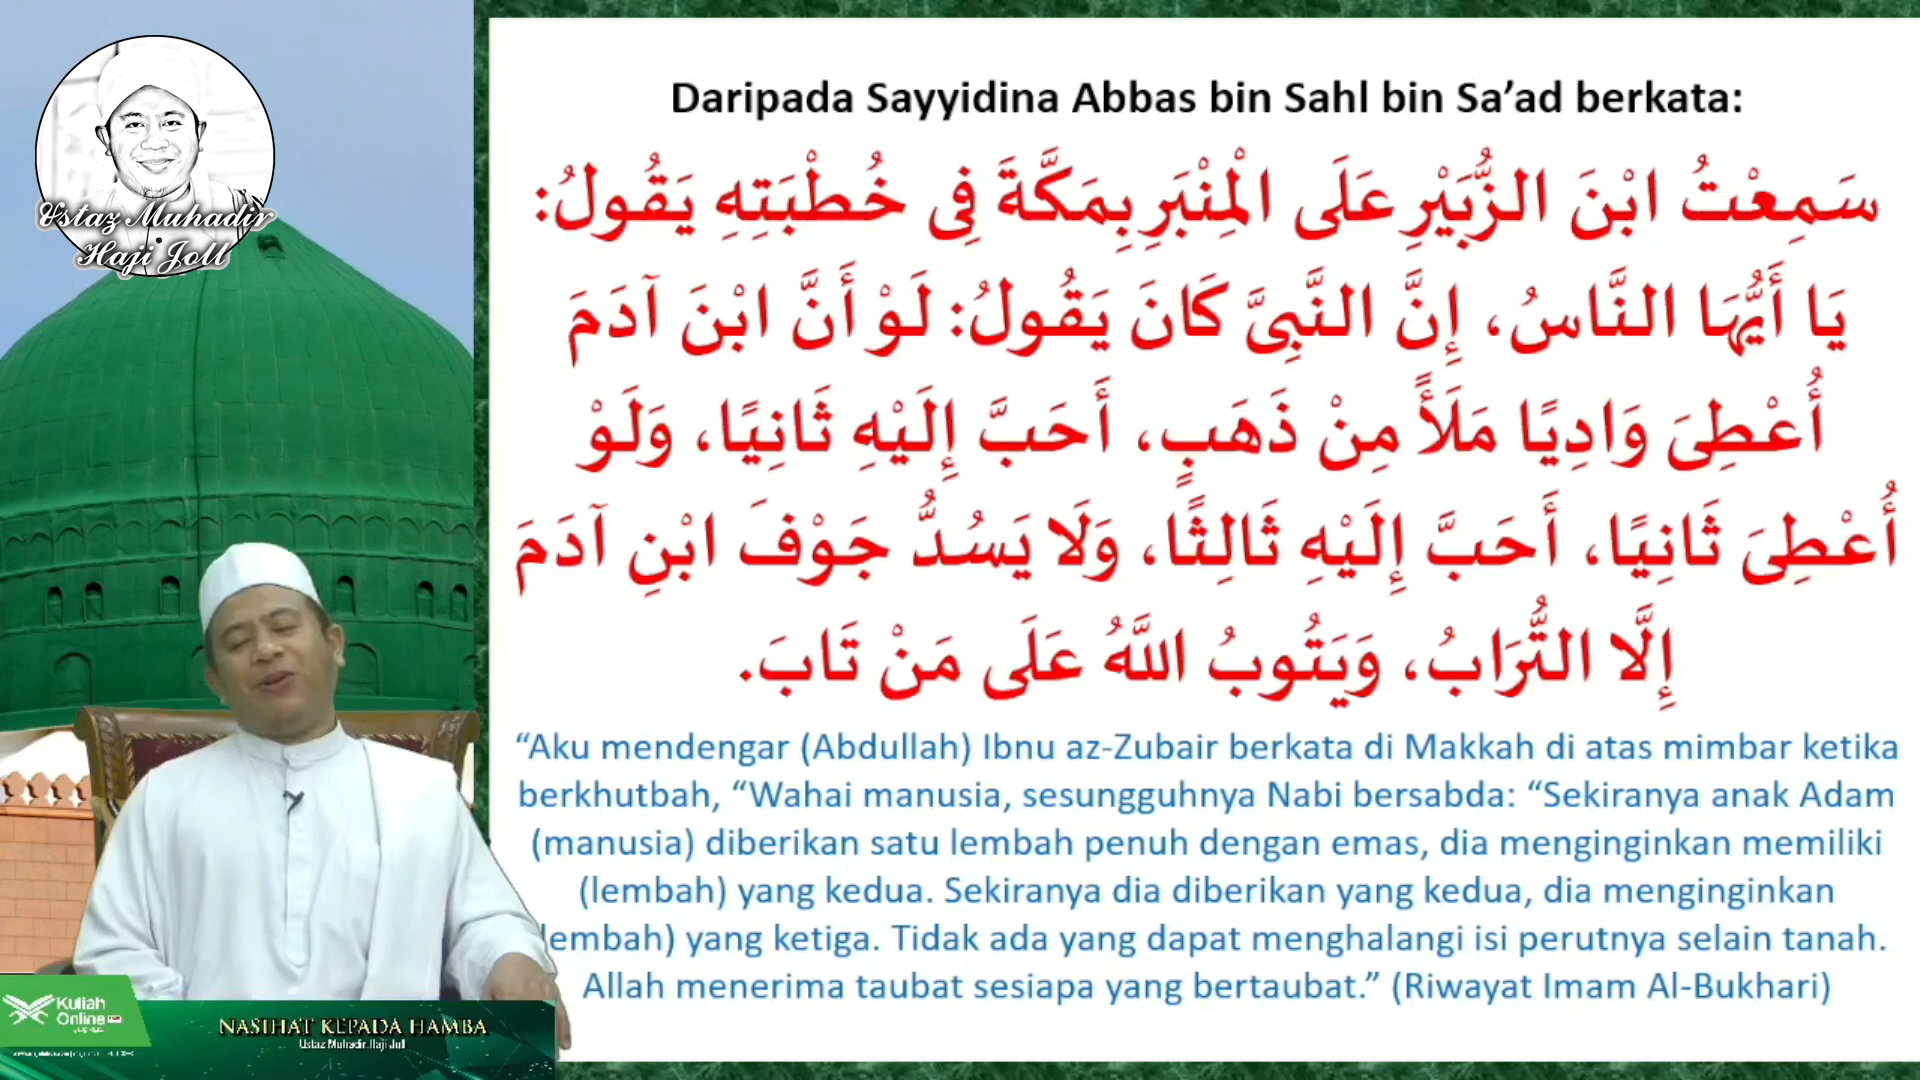 Ustaz Muhadir
Haji Joll
Daripada Sayyidina Abbas bin Sahl bin Sa’ad berkata:
سَمِعْتُ ابْنَ الزُّبَيْرِ عَلَى الْمِنْبَرِ بِمَكَّةَ فِى خُطْبَتِهِ يَقُولُ:
يَا أَيُّهَا النَّاسُ، إِنَّ النَّبِىَّ كَانَ يَقُولُ: لَوْ أَنَّ ابْنَ آدَمَ
أُعْطِىَ وَادِيًا مَلَأً مِنْ ذَهَبٍ، أَحَبَّ إِلَيْهِ ثَانِيًا، وَلَوْ
أُعْطِىَ ثَانِيًا، أَحَبَّ إِلَيْهِ ثَالِثًا، وَلَا يَسُدُّ جَوْفَ ابْنِ آدَمَ
إِلَّا التُّرَابُ، وَيَتُوبُ اللَّهُ عَلَى مَنْ تَابَ.
“Aku mendengar (Abdullah) Ibnu az-Zubair berkata di Makkah di atas mimbar ketika
berkhutbah, “Wahai manusia, sesungguhnya Nabi bersabda: “Sekiranya anak Adam
(manusia) diberikan satu lembah penuh dengan emas, dia menginginkan memiliki
(lembah) yang kedua. Sekiranya dia diberikan yang kedua, dia menginginkan
lembah) yang ketiga. Tidak ada yang dapat menghalangi isi perutnya selain tanah.
Allah menerima taubat sesiapa yang bertaubat.” (Riwayat Imam Al-Bukhari)
Kuliah
Online
NASIHAT KEPADA HAMBA
Ustaz Muhadir Haji Joll